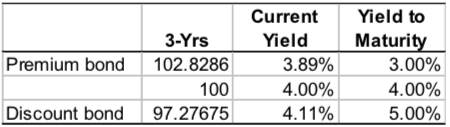 Current Yield to
3-Yrs Yield Maturity
Premium bond 102.8286 3.89% 3.00%
100 4.00% 4.00%
Discount bond 97.27675 4.11% 5.00%